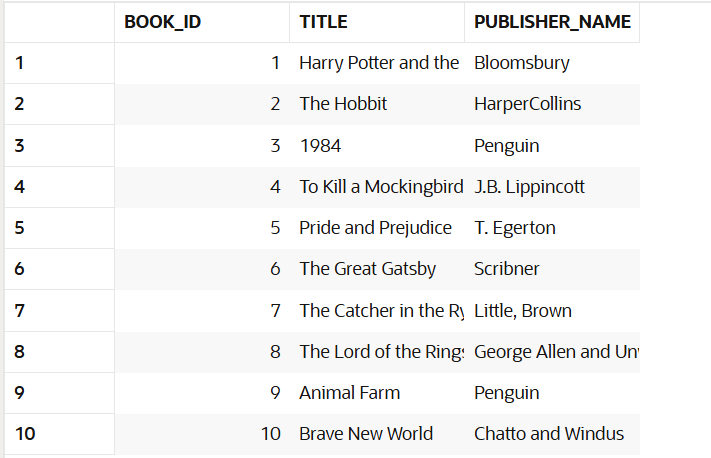 BOOK_ID TITLE PUBLISHER_NAME
1 1 Harry Potter and the Bloomsbury
2 2 The Hobbit HarperCollins
3 3 1984 Penguin
4 4 To Kill a Mockingbird J.B. Lippincott
5 5 Pride and Prejudice T. Egerton
6 6 The Great Gatsby Scribner
7 7 The Catcher in the Little, Brown
8 8 The Lord of the Rings George Allen and
9 9 Animal Farm Penguin
10 10 Brave New World Chatto and Windus